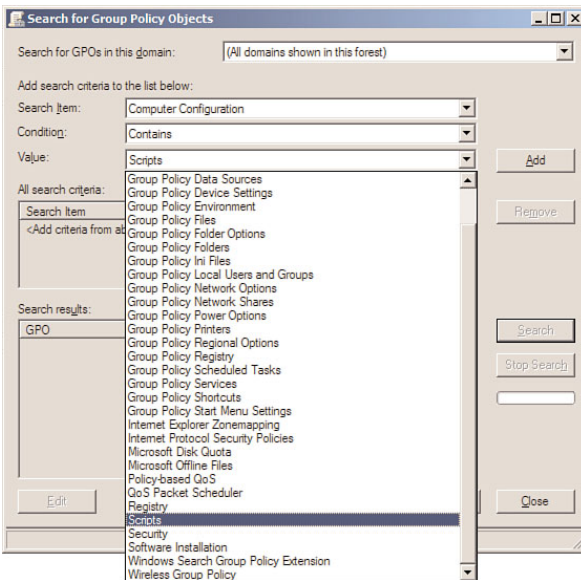 Search for Group Policy Objects
Search for GPOs in this domain: (All domains shown in this forest)
Add search criteria to the list below:
Search Item: Computer Configuration
Condition: Contains
Value: Scripts
Add
Group Policy Data Sources
All search criteria: Group Policy Device Settings
Group Policy Environment
Search Item Group Policy Files Remove
<Add criteria from ab Group Policy Folder Options
Group Policy Folders
Group Policy Ini Files
Group Policy Local Users and Groups
Group Policy Network Options
Group Policy Network Shares
Search results: Group Policy Power Options
GPO Group Policy Printers Search
Group Policy Regional Options
Group Policy Registry
Group Policy Scheduled Tasks Stop Search
Group Policy Services
Group Policy Shortcuts
Group Policy Start Menu Settings
Internet Explorer Zonemapping
Internet Protocol Security Policies
Microsoft Disk Quota
Microsoft Offline Files
Policy-based QoS
Edit QoS Packet Scheduler Close
Registry
Scripts
Security
Software Installation
Windows Search Group Policy Extension
Wireless Group Policy